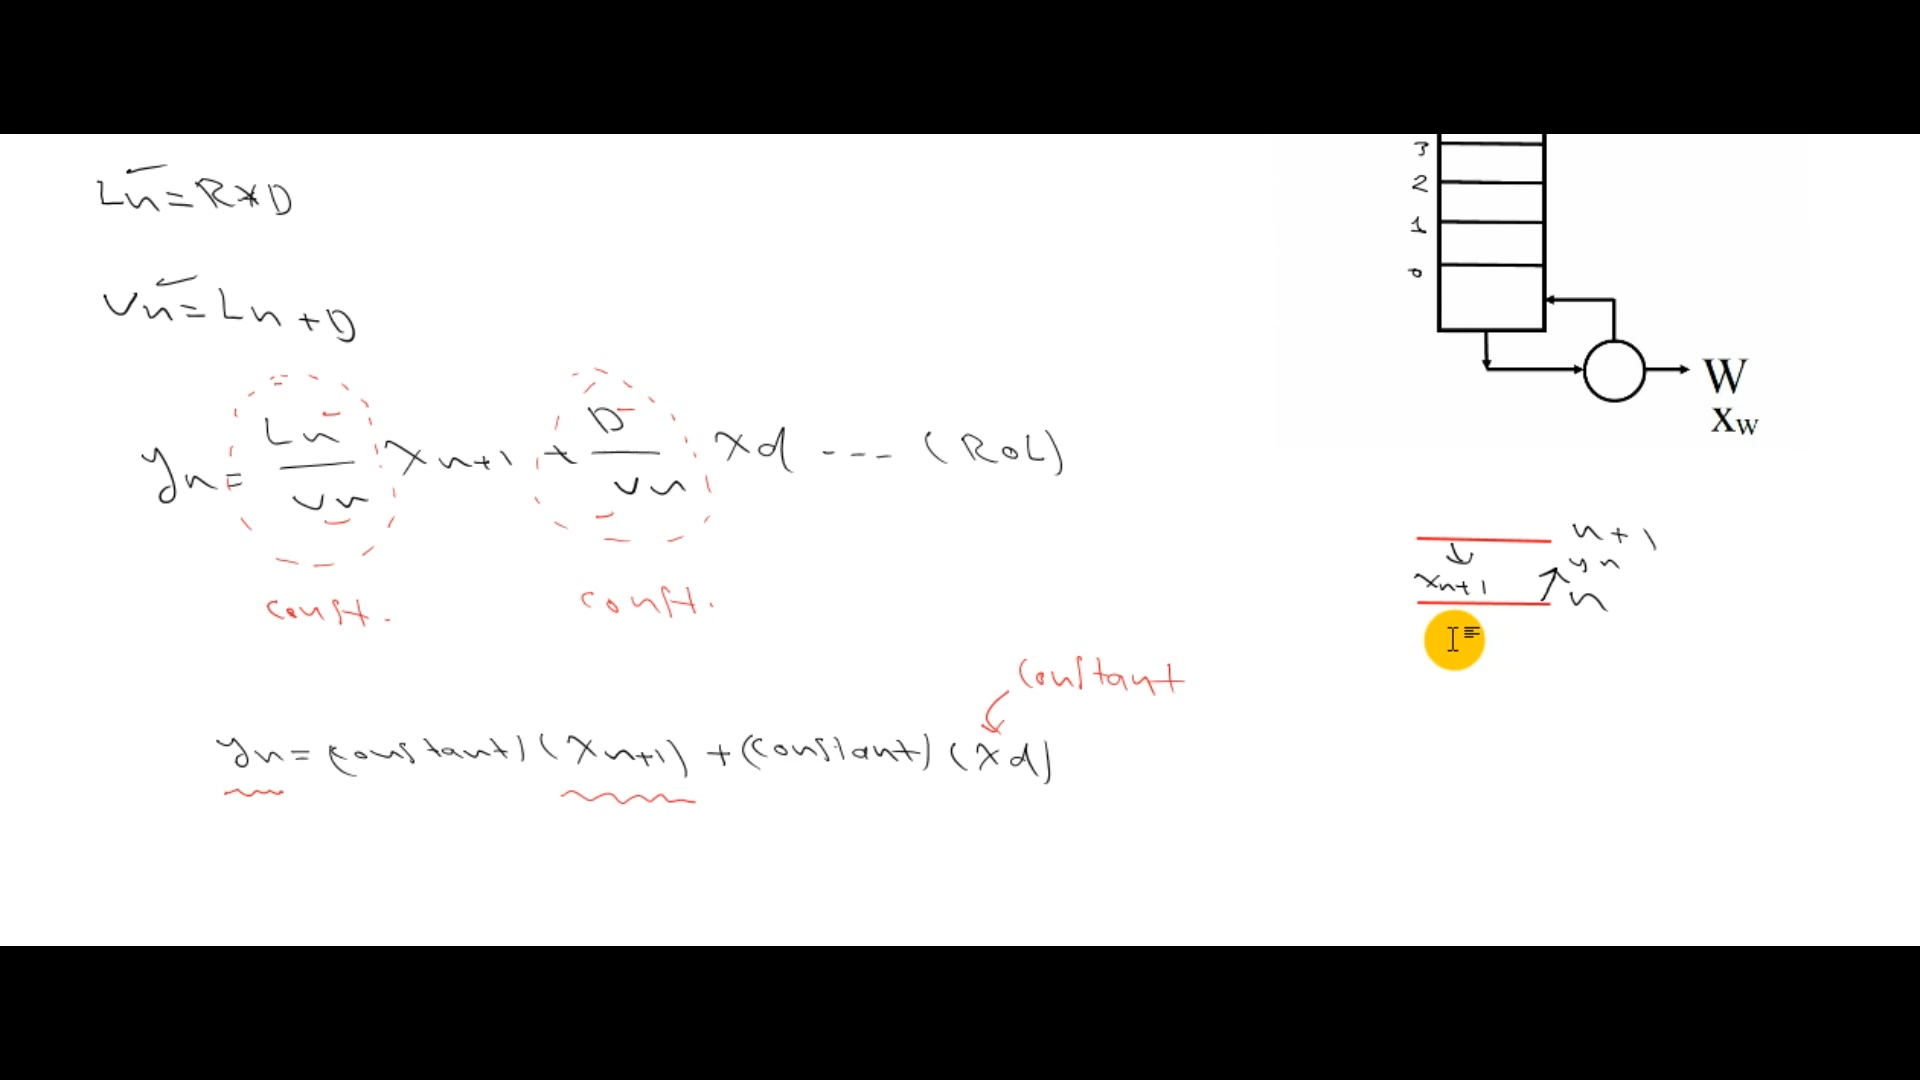 Ln = R*D
Vn = Ln + D
yn = Ln/Vn xn+1 + D/Vn xd ---- (ROL)
const. const.
constant
yn = (constant) (xn+1) + (constant) (xd)
3
2
1
0
W
xW
n+1
yn
xn+1
n